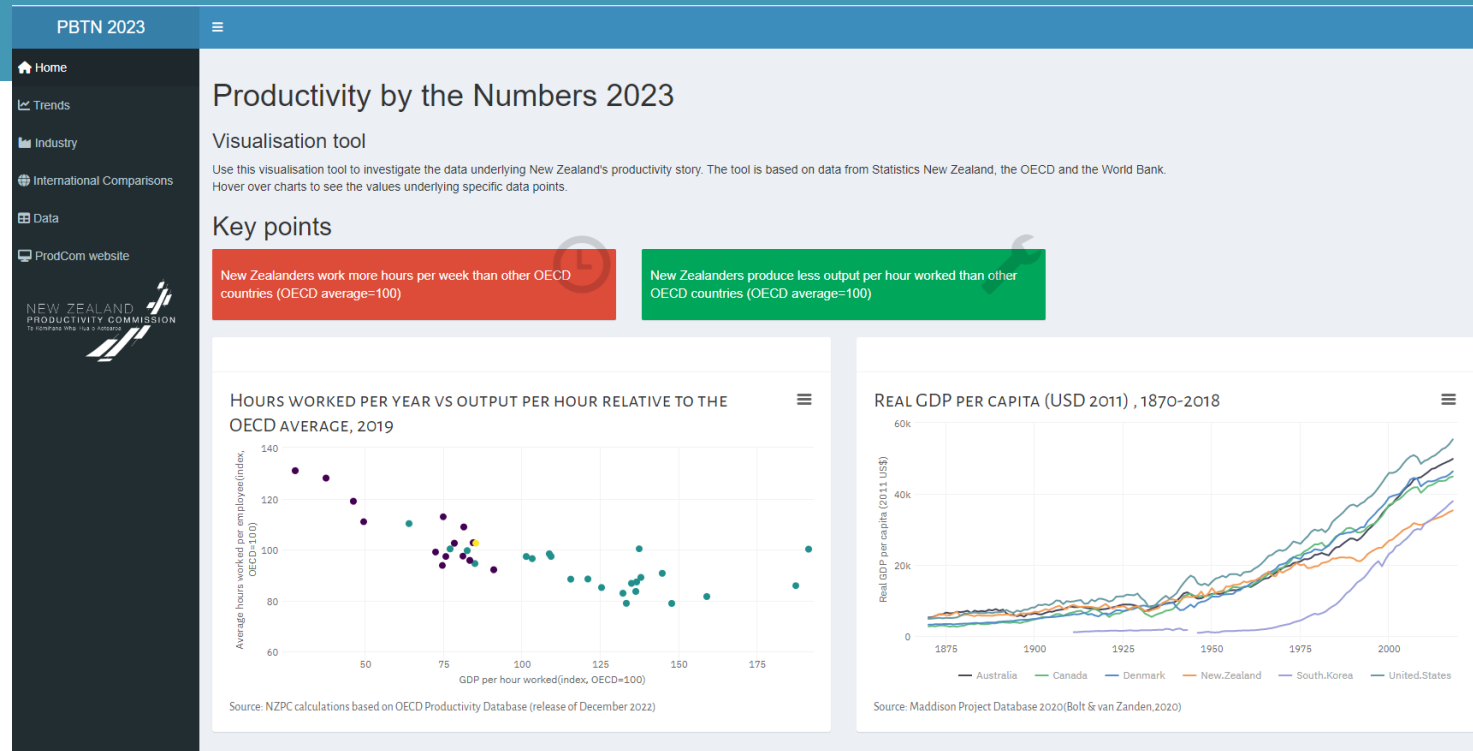 PBTN 2023
Home
Trends
Industry
International Comparisons
Data
ProdCom website
NEW ZEALAND
PRODUCTIVITY COMMISSION
Te Kōmihana Whai Hua o Aotearoa
Productivity by the Numbers 2023
Visualisation tool
Use this visualisation tool to investigate the data underlying New Zealand's productivity story. The tool is based on data from Statistics New Zealand, the OECD and the World Bank.
Hover over charts to see the values underlying specific data points.
Key points
New Zealanders work more hours per week than other OECD
countries (OECD average=100)
New Zealanders produce less output per hour worked than other
OECD countries (OECD average=100)
Hours worked per year vs output per hour relative to the
OECD average, 2019
Average hours worked per employee(index,
OECD=100)
140
120
100
80
60
50
75
100
125
150
175
GDP per hour worked(index, OECD=100)
Source: NZPC calculations based on OECD Productivity Database (release of December 2022)
Real GDP per capita (USD 2011) , 1870-2018
Real GDP per capita (2011 US$)
60k
40k
20k
0
1875
1900
1925
1950
1975
2000
Australia
Canada
Denmark
New.Zealand
South.Korea
United.States
Source: Maddison Project Database 2020(Bolt & van Zanden,2020)